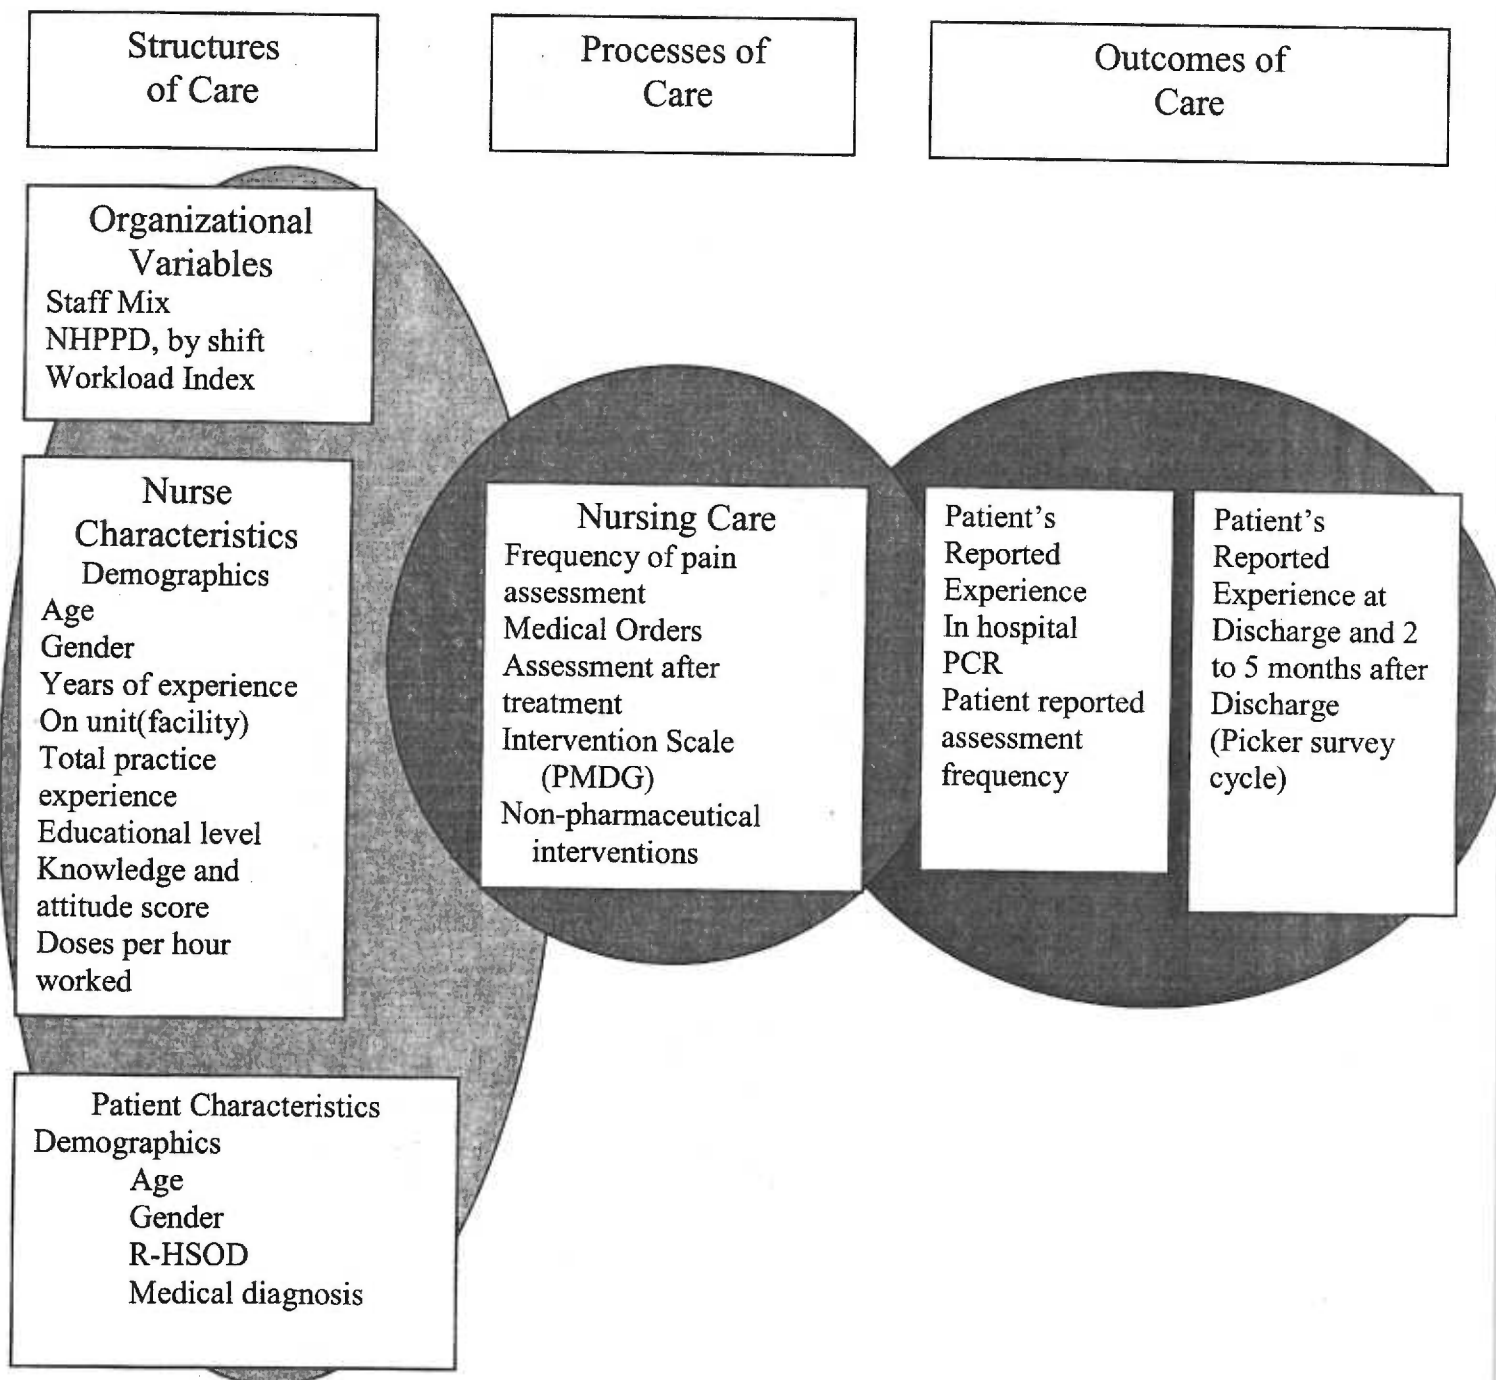 Structures
of Care
Processes of
Care
Outcomes of
Care
Organizational
Variables
Staff Mix
NHPPD, by shift
Workload Index
Nurse
Characteristics
Demographics
Age
Gender
Years of experience
On unit(facility)
Total practice
experience
Educational level
Knowledge and
attitude score
Doses per hour
worked
Patient Characteristics
Demographics
Age
Gender
R-HSOD
Medical diagnosis
Nursing Care
Frequency of pain
assessment
Medical Orders
Assessment after
treatment
Intervention Scale
(PMDG)
Non-pharmaceutical
interventions
Patient's
Reported
Experience
In hospital
PCR
Patient reported
assessment
frequency
Patient's
Reported
Experience at
Discharge and 2
to 5 months after
Discharge
(Picker survey
cycle)